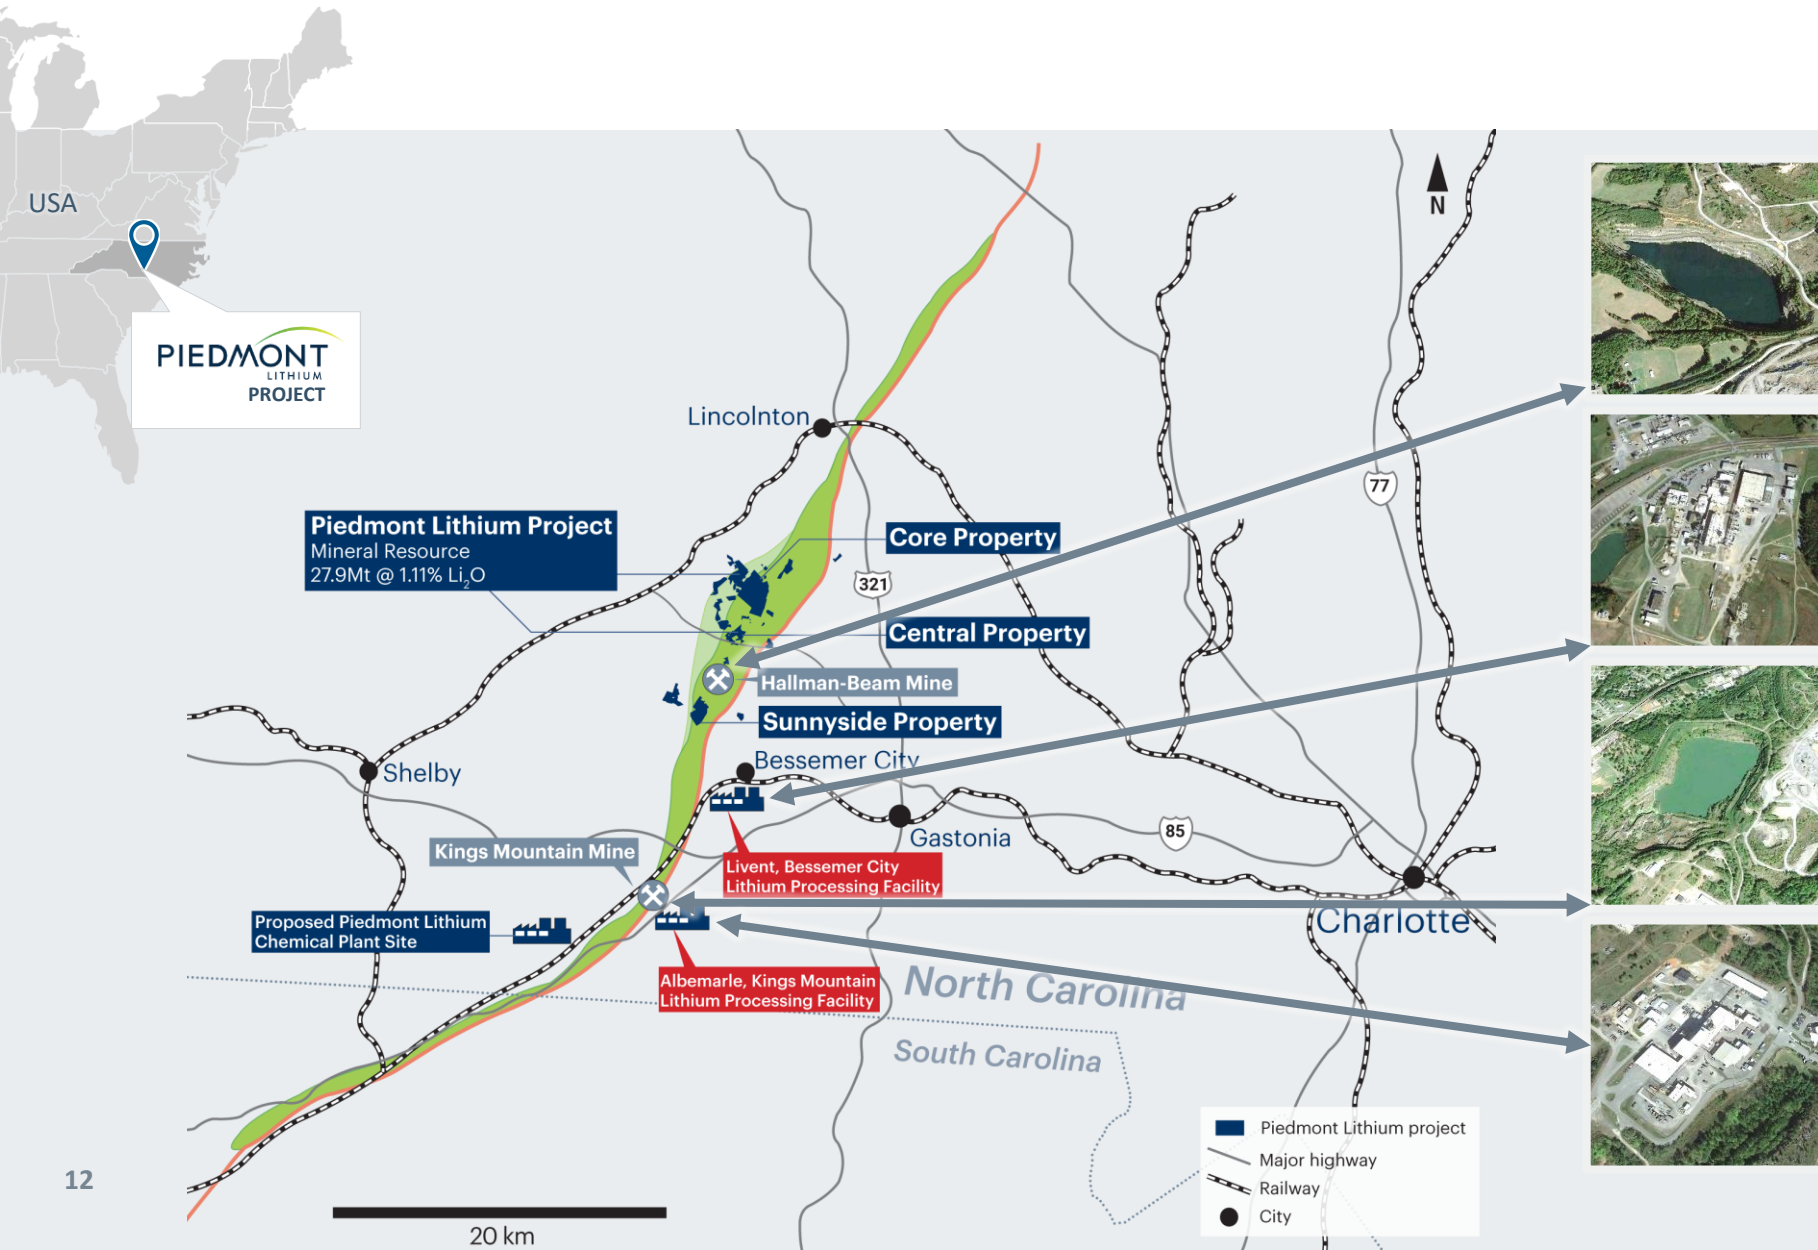 USA
PIEDMONT
LITHIUM
PROJECT
N
Lincolnton
77
Piedmont Lithium Project
Mineral Resource
27.9Mt @ 1.11% Li₂O
Core Property
321
Central Property
Hallman-Beam Mine
Sunnyside Property
Bessemer City
Shelby
Gastonia
85
Kings Mountain Mine
Livent, Bessemer City
Lithium Processing Facility
Charlotte
Proposed Piedmont Lithium
Chemical Plant Site
Albemarle, Kings Mountain
Lithium Processing Facility
North Carolina
South Carolina
Piedmont Lithium project
Major highway
Railway
City
12
20 km